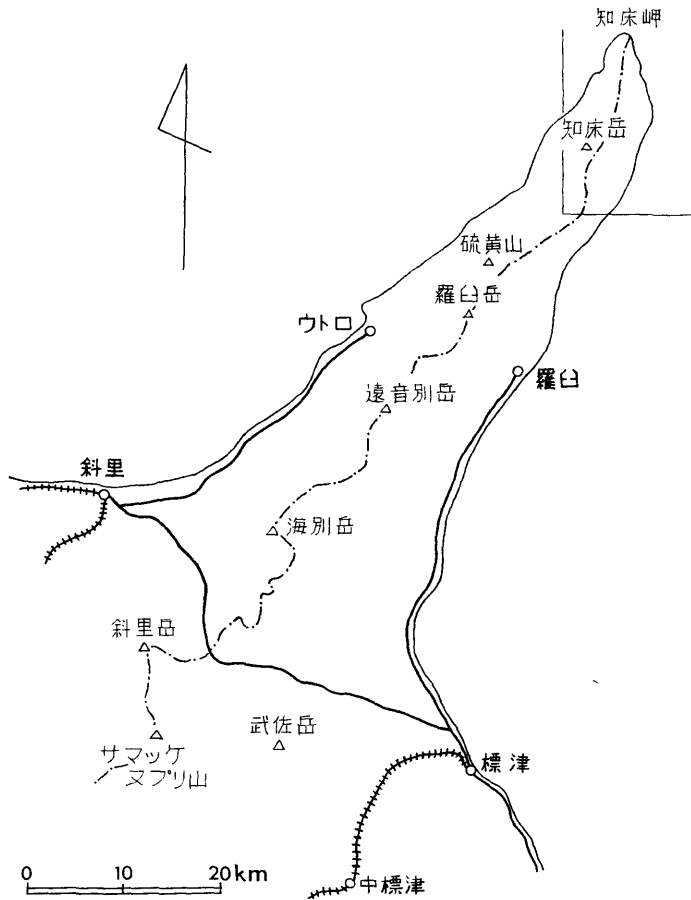 知床岬
知床岳
硫黄山
羅臼岳
ウトロ
羅臼
遠音別岳
斜里
海別岳
斜里岳
武佐岳
サマッケ
ヌプリ山
標津
中標津
0 10 20km